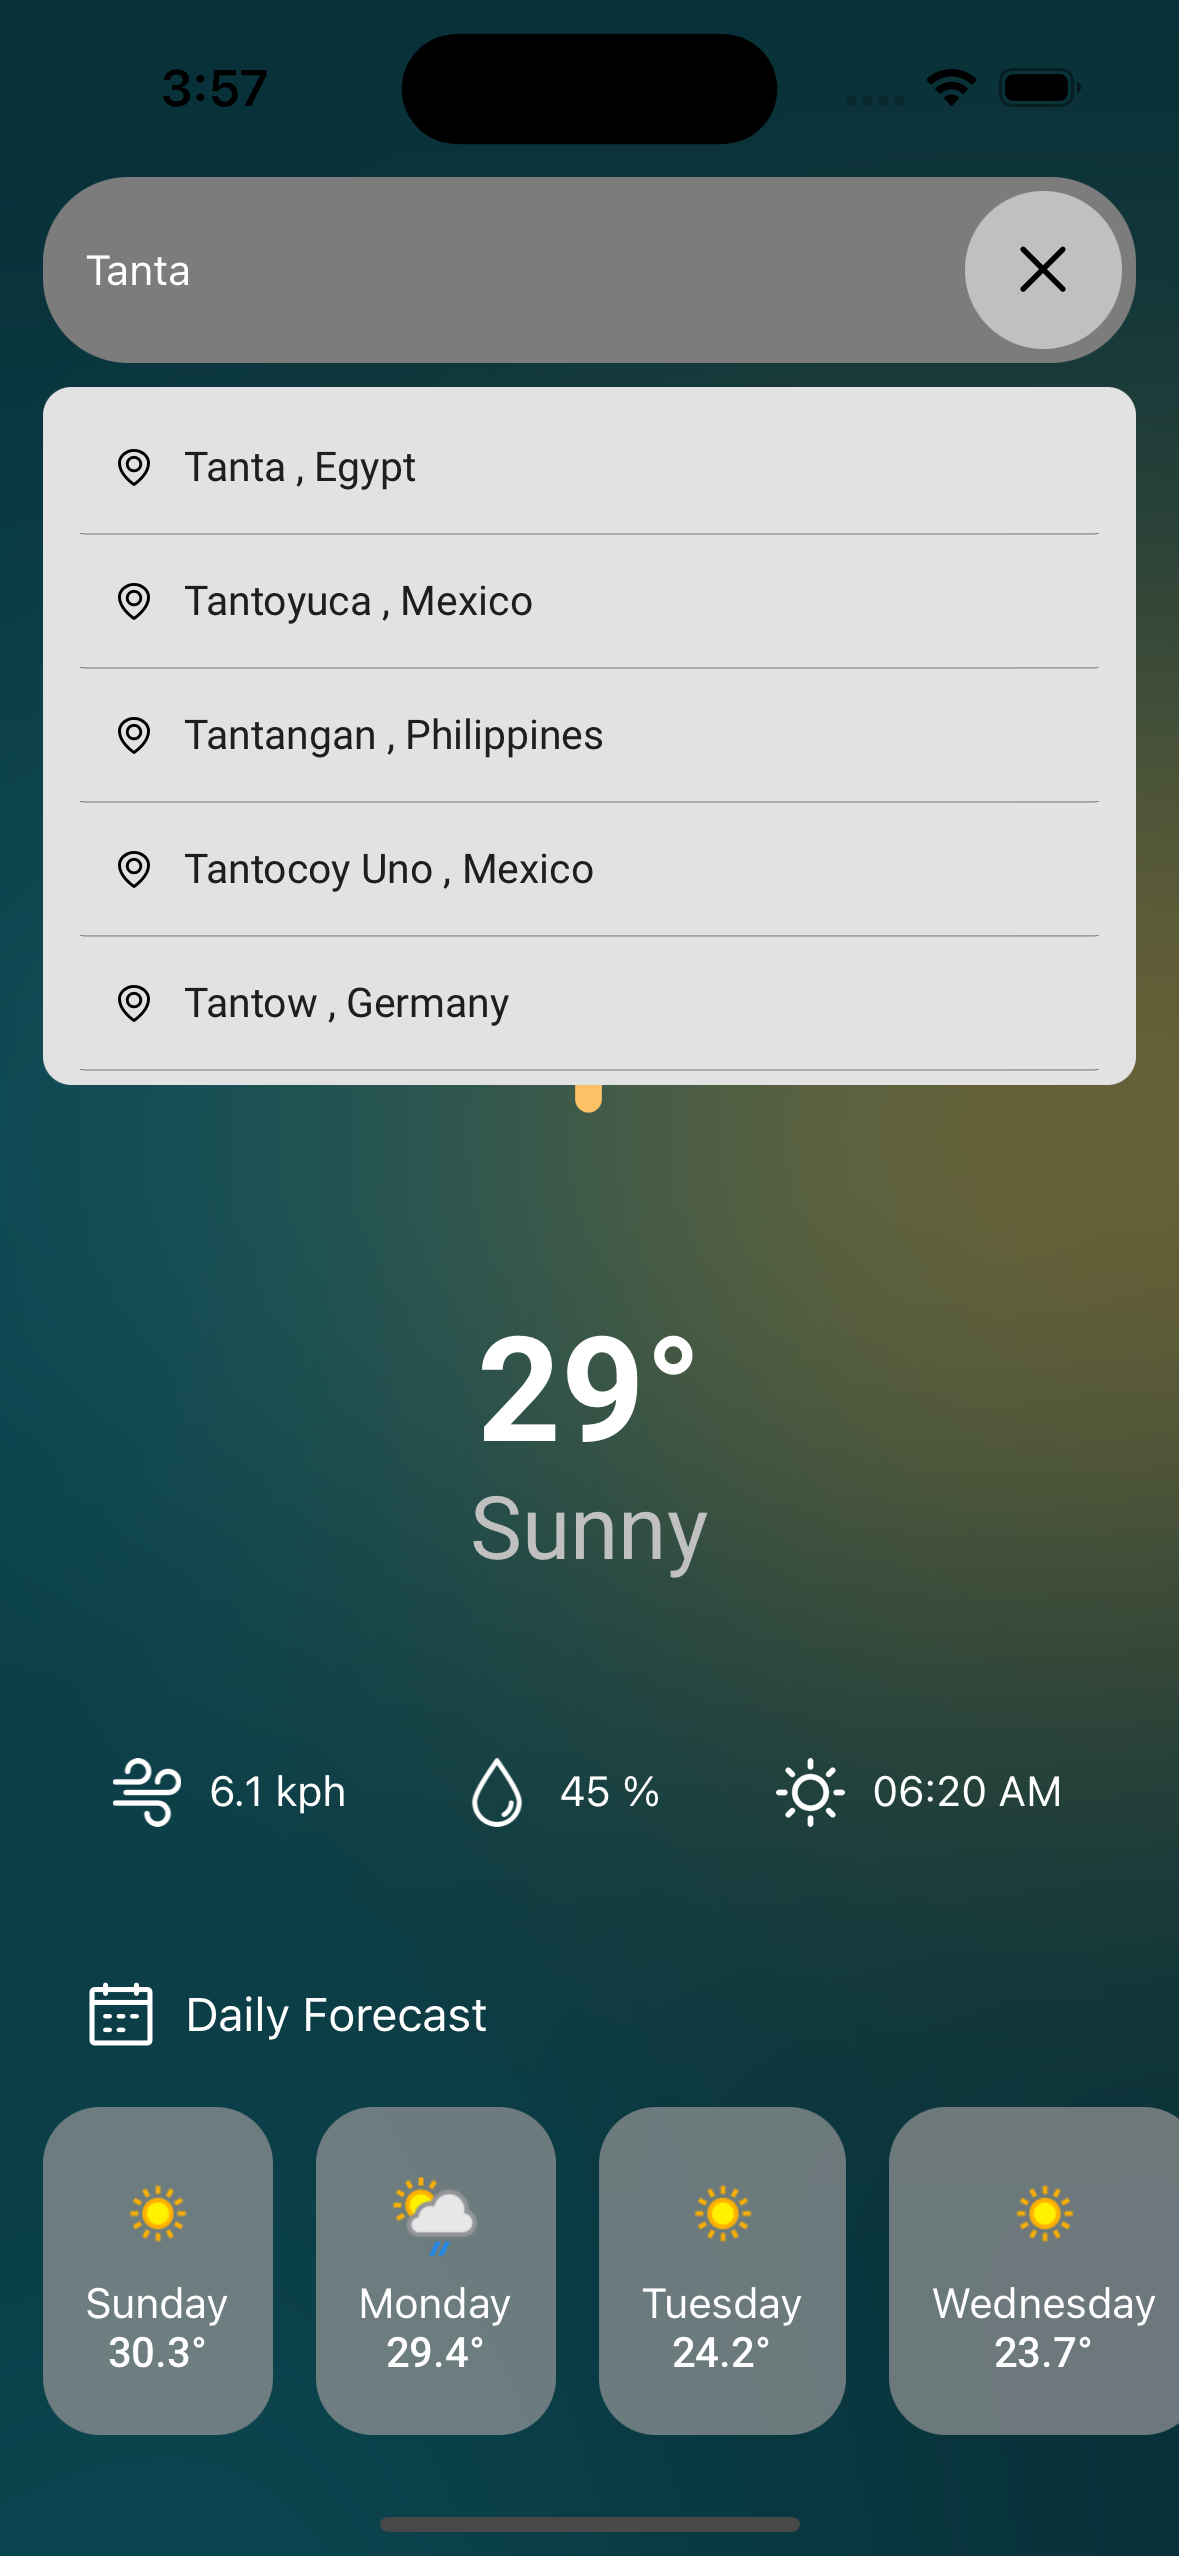 3:57
Tanta
Tanta , Egypt
Tantoyuca , Mexico
Tantangan , Philippines
Tantocoy Uno , Mexico
Tantow , Germany
29°
Sunny
6.1 kph 45 % 06:20 AM
Daily Forecast
Sunday Monday Tuesday Wednesday
30.3° 29.4° 24.2° 23.7°